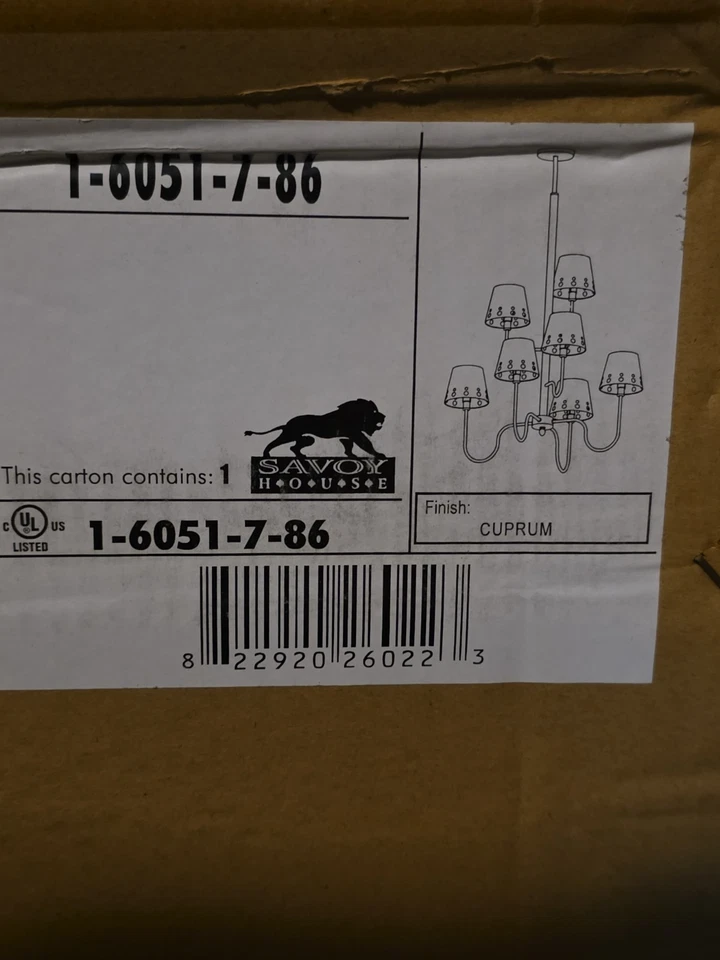 1-6051-7-86
This carton contains: 1
SAVOY
H•O•U•S•E
c UL US
LISTED
1-6051-7-86
Finish:
CUPRUM
8 22920 26022 3